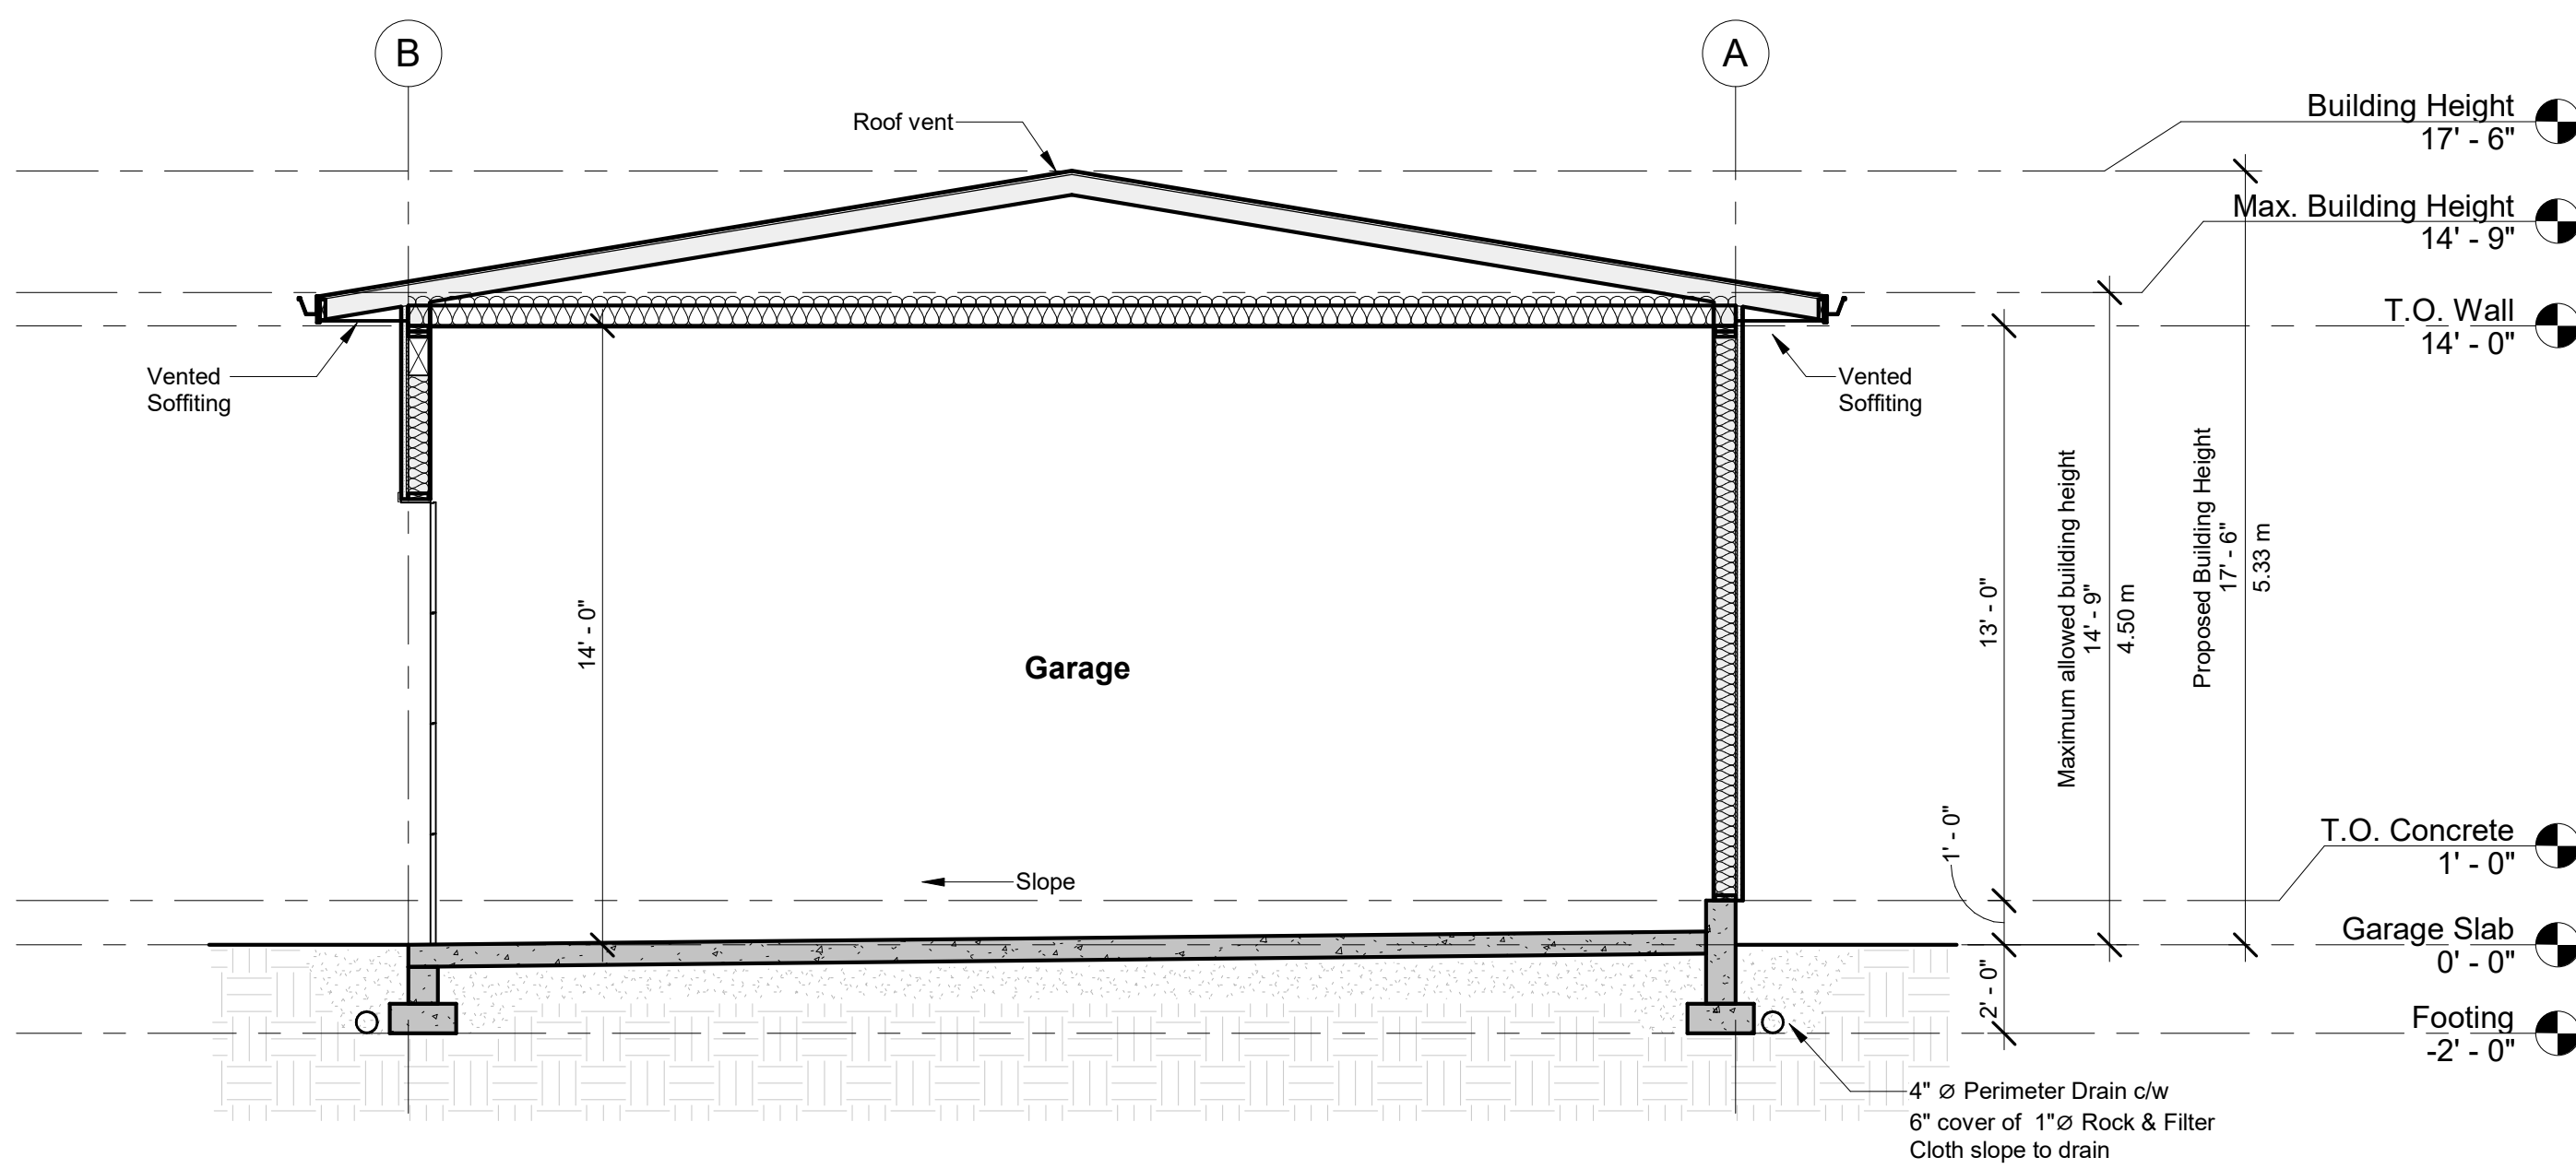 B
A
Roof vent
Building Height
17' - 6"
Max. Building Height
14' - 9"
T.O. Wall
14' - 0"
Vented
Soffiting
Vented
Soffiting
14' - 0"
Garage
13' - 0"
Maximum allowed building height
14' - 9"
4.50 m
Proposed Building Height
17' - 6"
5.33 m
Slope
1' - 0"
T.O. Concrete
1' - 0"
Garage Slab
0' - 0"
2' - 0"
Footing
-2' - 0"
4" ⌀ Perimeter Drain c/w
6" cover of 1"⌀ Rock & Filter
Cloth slope to drain